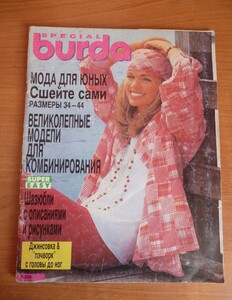 SPECIAL
burda
МОДА ДЛЯ ЮНЫХ
Сшейте сами
РАЗМЕРЫ 34–44
ВЕЛИКОЛЕПНЫЕ
МОДЕЛИ
ДЛЯ
КОМБИНИРОВАНИЯ
SUPER
EASY
Шазюбли
с описаниями
и рисунками
Джинсовка &
пэчворк
с головы до ног